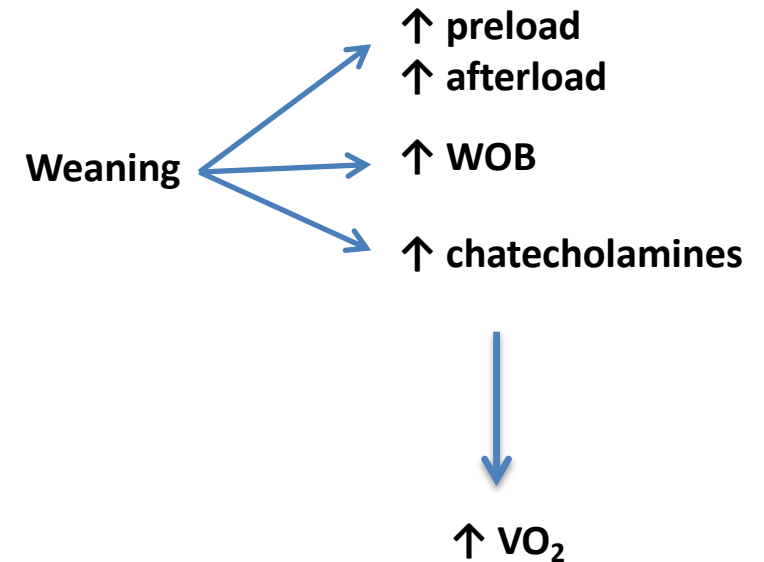 ↑ preload
↑ afterload
Weaning
↑ WOB
↑ chatecholamines
↑ VO₂